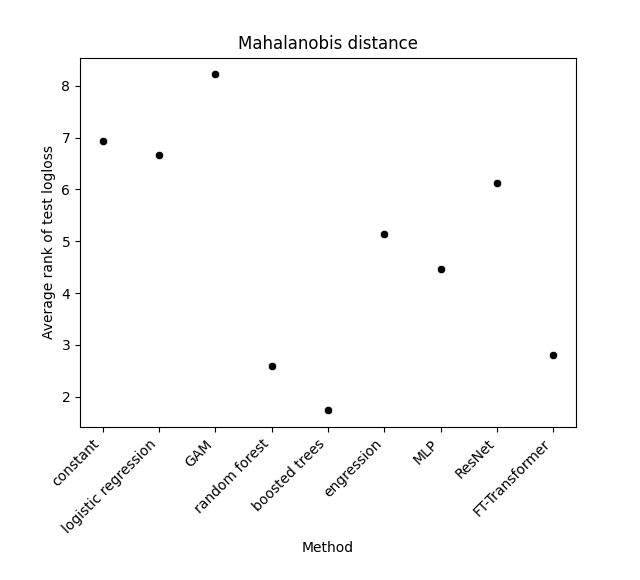 Mahalanobis distance
Average rank of test logloss
8
7
6
5
4
3
2
constant
logistic regression
GAM
random forest
boosted trees
engression
MLP
ResNet
FT-Transformer
Method